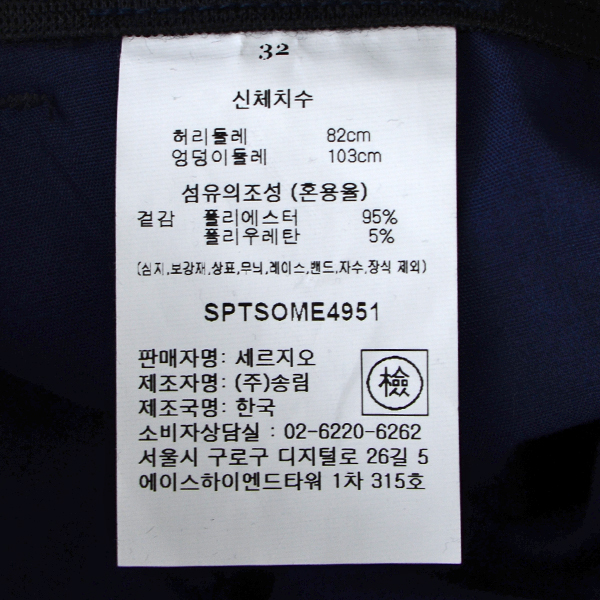 32
신체치수
허리둘레 82cm
엉덩이둘레 103cm
섬유의조성 (혼용율)
겉감 폴리에스터 95%
폴리우레탄 5%
(심지,보강재,상표,무늬,레이스,밴드,자수,장식 제외)
SPTSOME4951
판매자명: 세르지오
제조자명: (주)송림
제조국명: 한국
檢
소비자상담실 : 02-6220-6262
서울시 구로구 디지털로 26길 5
에이스하이엔드타워 1차 315호